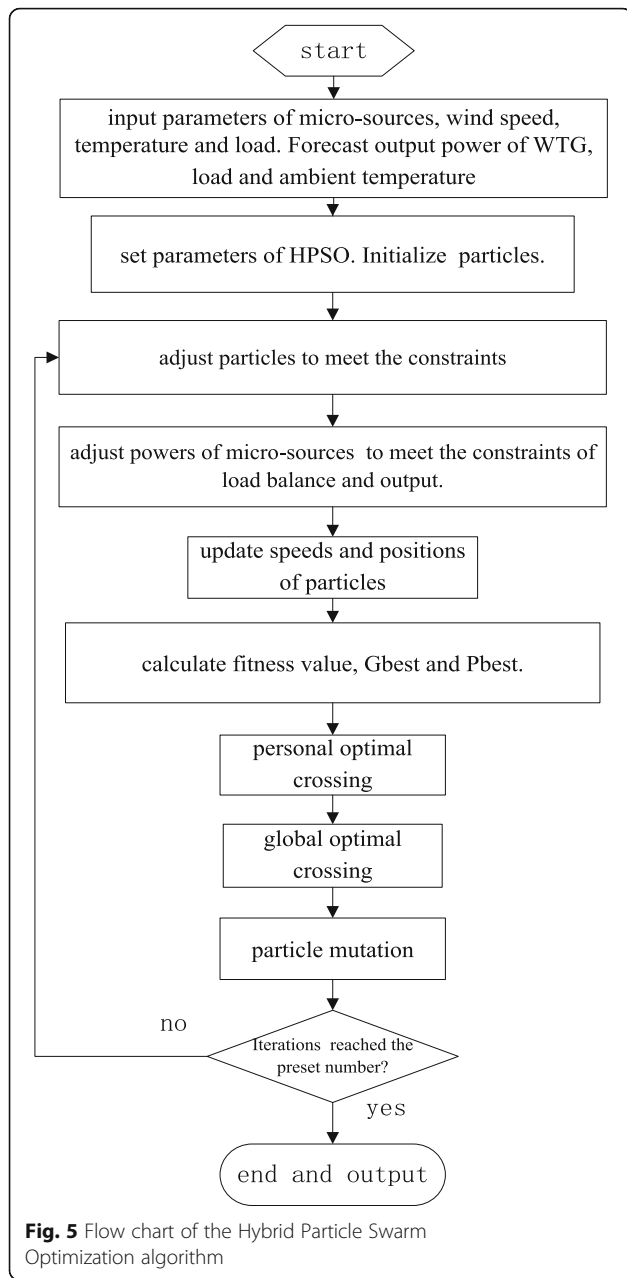 start
input parameters of micro-sources, wind speed,
temperature and load. Forecast output power of WTG,
load and ambient temperature
set parameters of HPSO. Initialize particles.
adjust particles to meet the constraints
adjust powers of micro-sources to meet the constraints of
load balance and output.
update speeds and positions
of particles
calculate fitness value, Gbest and Pbest.
personal optimal
crossing
global optimal
crossing
particle mutation
no
Iterations reached the
preset number?
yes
end and output
Fig. 5 Flow chart of the Hybrid Particle Swarm
Optimization algorithm